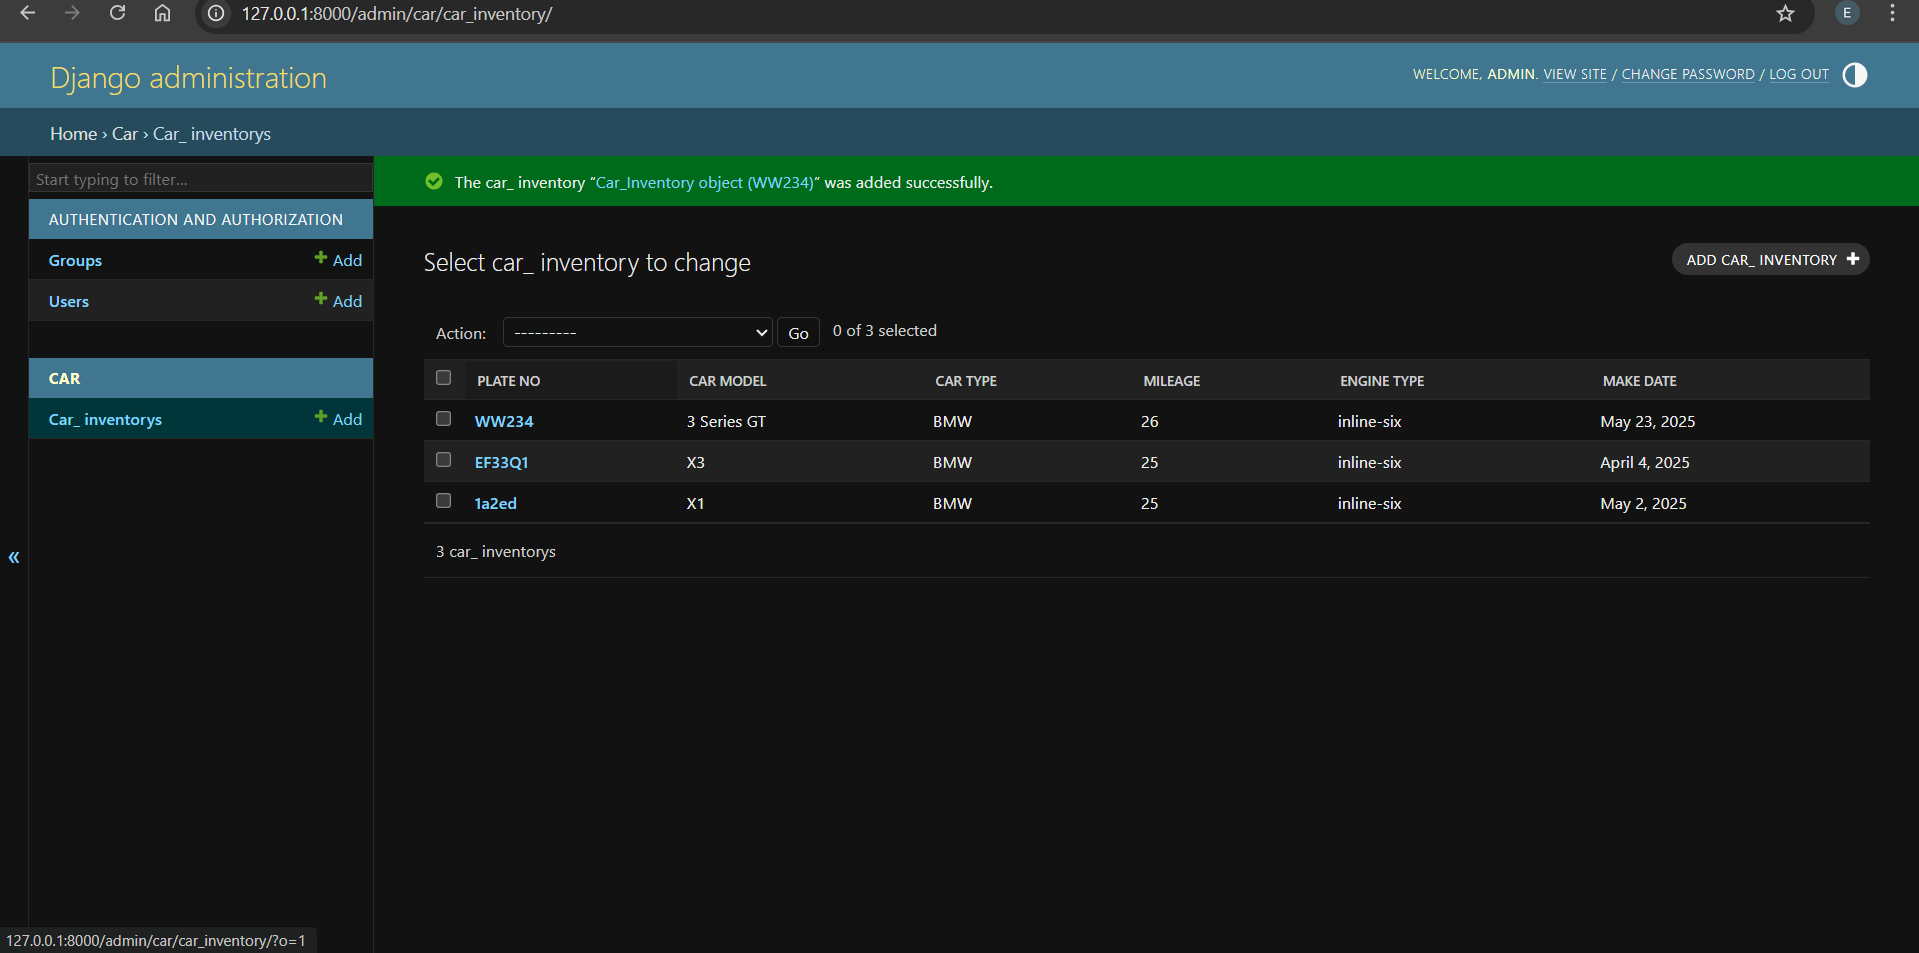 127.0.0.1:8000/admin/car/car_inventory/
E
Django administration
WELCOME, ADMIN. VIEW SITE / CHANGE PASSWORD / LOG OUT
Home › Car › Car_ inventorys
Start typing to filter...
The car_ inventory “Car_Inventory object (WW234)” was added successfully.
AUTHENTICATION AND AUTHORIZATION
Groups Add
Users Add
CAR
Car_ inventorys Add
Select car_ inventory to change
ADD CAR_ INVENTORY
Action: --------- Go 0 of 3 selected
PLATE NO CAR MODEL CAR TYPE MILEAGE ENGINE TYPE MAKE DATE
WW234 3 Series GT BMW 26 inline-six May 23, 2025
EF33Q1 X3 BMW 25 inline-six April 4, 2025
1a2ed X1 BMW 25 inline-six May 2, 2025
3 car_ inventorys
«
127.0.0.1:8000/admin/car/car_inventory/?o=1